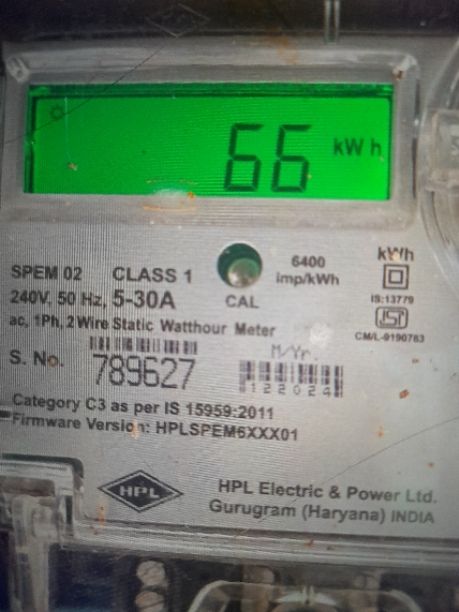 66 kWh
SPEM 02 CLASS 1 6400 kWh
imp/kWh
240V, 50 Hz, 5-30A CAL IS:13779
ac, 1Ph, 2 Wire Static Watthour Meter ISI
CM/L-9190783
M/Yr.
S. No. 789627 122024
Category C3 as per IS 15959:2011
Firmware Version: HPLSPEM6XXX01
HPL
HPL Electric & Power Ltd.
Gurugram (Haryana) INDIA